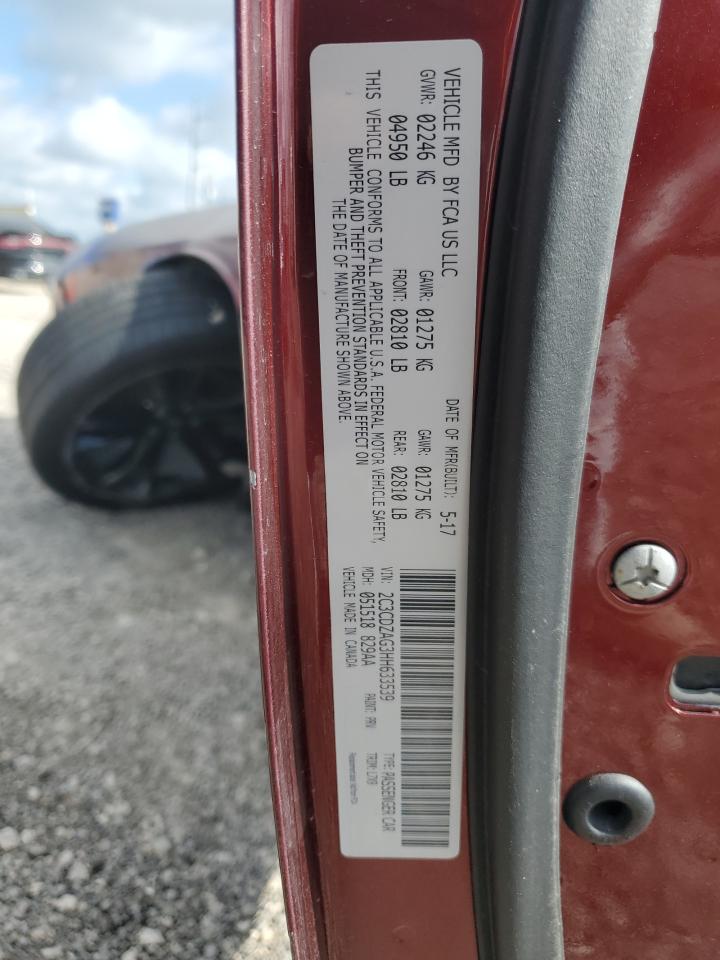 VEHICLE MFD BY FCA US LLC
DATE OF MFR(BUILT): 5-17
GVWR: 02246 KG
GAWR: 01275 KG
GAWR: 01275 KG
04950 LB
FRONT: 02810 LB
REAR: 02810 LB
THIS VEHICLE CONFORMS TO ALL APPLICABLE U.S.A. FEDERAL MOTOR VEHICLE SAFETY,
BUMPER AND THEFT PREVENTION STANDARDS IN EFFECT ON
THE DATE OF MANUFACTURE SHOWN ABOVE.
VIN: 2C3CDZAG3HH633539
TYPE: PASSENGER CAR
MDH: 051518 829AA
PAINT: PRV
TRIM: L7X9
VEHICLE MADE IN CANADA